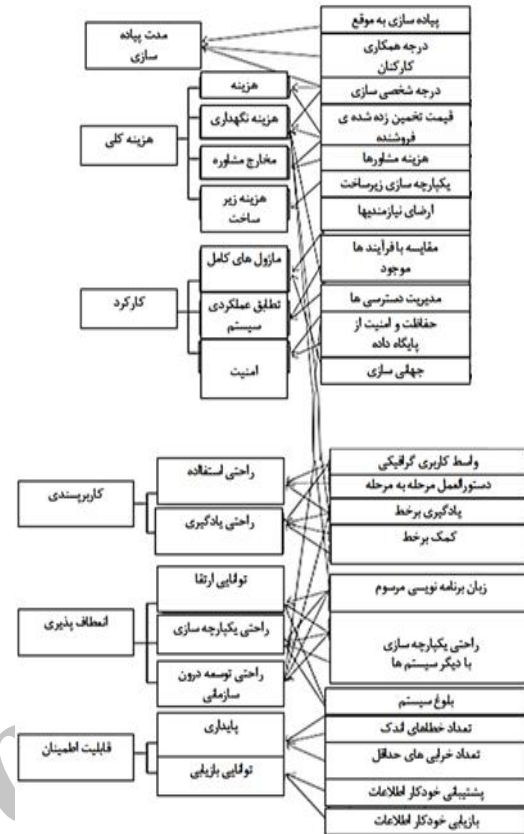 پیاده سازی به موقع
مدت پیاده
سازی
درجه همکاری
کارکنان
درجه شخصی سازی
هزینه
قیمت تخمین زده شده ی
فروشنده
هزینه نگهداری
هزینه کلی
مخارج مشاوره
هزینه مشاورها
یکپارچه سازی زیرساخت
هزینه زیر
ساخت
ارضای نیازمندیها
مقایسه با فرآیند ها
موجود
ماژول های کامل
کارکرد
تطابق عملکردی
سیستم
مدیریت دسترسی ها
حفاظت و امنیت از
پایگاه داده
امنیت
جهانی سازی
واسط کاربری گرافیکی
راحتی استفاده
دستورالعمل مرحله به مرحله
کاربرپسندی
یادگیری برخط
راحتی یادگیری
کمک برخط
توانایی ارتقا
زبان برنامه نویسی مرسوم
انعطاف پذیری
راحتی یکپارچه سازی
راحتی یکپارچه سازی
با دیگر سیستم ها
راحتی توسعه درون
سازمانی
بلوغ سیستم
پایداری
تعداد خطاهای اندک
قابلیت اطمینان
تعداد خرابی های حداقل
توانایی بازیابی
پشتیبانی خودکار اطلاعات
بازیابی خودکار اطلاعات